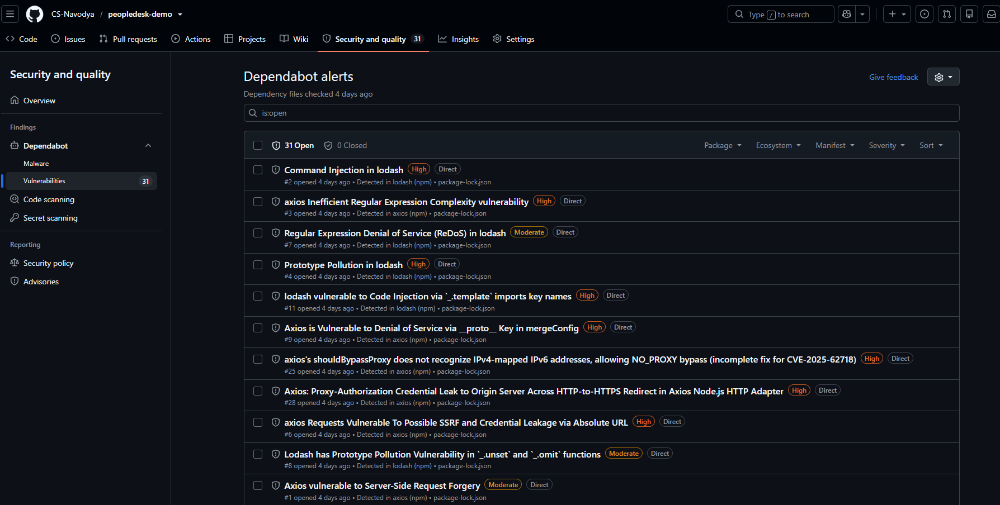 CS-Navodya / peopledesk-demo
Type / to search
Code
Issues
Pull requests
Actions
Projects
Wiki
Security and quality 31
Insights
Settings
Security and quality
Overview
Findings
Dependabot
Malware
Vulnerabilities 31
Code scanning
Secret scanning
Reporting
Security policy
Advisories
Dependabot alerts
Give feedback
Dependency files checked 4 days ago
is:open
31 Open
0 Closed
Package
Ecosystem
Manifest
Severity
Sort
Command Injection in lodash High Direct
#2 opened 4 days ago • Detected in lodash (npm) • package-lock.json
axios Inefficient Regular Expression Complexity vulnerability High Direct
#3 opened 4 days ago • Detected in axios (npm) • package-lock.json
Regular Expression Denial of Service (ReDoS) in lodash Moderate Direct
#7 opened 4 days ago • Detected in lodash (npm) • package-lock.json
Prototype Pollution in lodash High Direct
#4 opened 4 days ago • Detected in lodash (npm) • package-lock.json
lodash vulnerable to Code Injection via `_.template` imports key names High Direct
#11 opened 4 days ago • Detected in lodash (npm) • package-lock.json
Axios is Vulnerable to Denial of Service via __proto__ Key in mergeConfig High Direct
#9 opened 4 days ago • Detected in axios (npm) • package-lock.json
axios's shouldBypassProxy does not recognize IPv4-mapped IPv6 addresses, allowing NO_PROXY bypass (incomplete fix for CVE-2025-62718) High Direct
#25 opened 4 days ago • Detected in axios (npm) • package-lock.json
Axios: Proxy-Authorization Credential Leak to Origin Server Across HTTP-to-HTTPS Redirect in Axios Node.js HTTP Adapter High Direct
#28 opened 4 days ago • Detected in axios (npm) • package-lock.json
axios Requests Vulnerable To Possible SSRF and Credential Leakage via Absolute URL High Direct
#6 opened 4 days ago • Detected in axios (npm) • package-lock.json
Lodash has Prototype Pollution Vulnerability in `_.unset` and `_.omit` functions Moderate Direct
#8 opened 4 days ago • Detected in lodash (npm) • package-lock.json
Axios vulnerable to Server-Side Request Forgery Moderate Direct
#1 opened 4 days ago • Detected in axios (npm) • package-lock.json